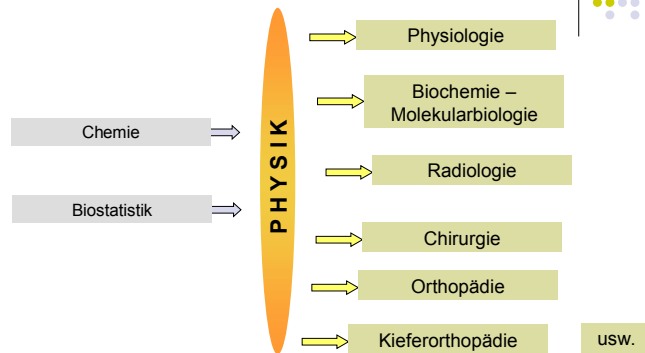 Chemie
Biostatistik
PHYSIK
Physiologie
Biochemie –
Molekularbiologie
Radiologie
Chirurgie
Orthopädie
Kieferorthopädie
usw.